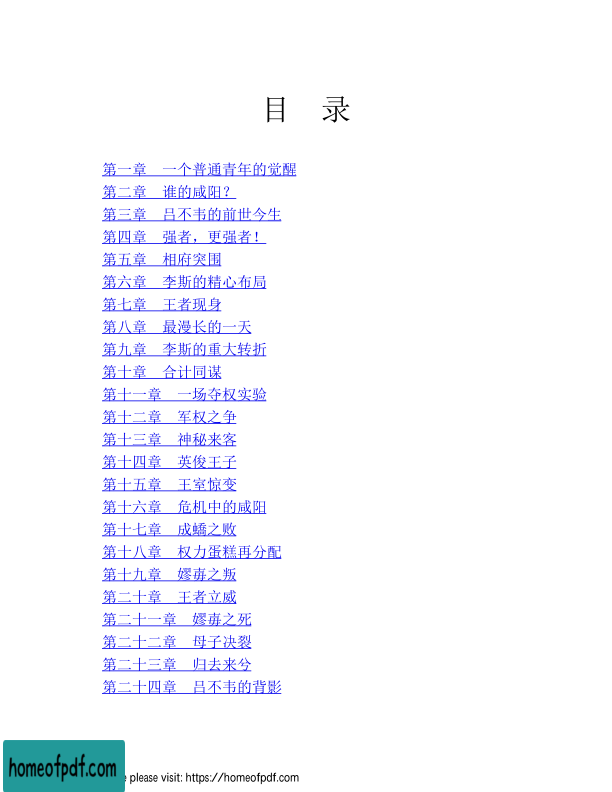 目　录
第一章　一个普通青年的觉醒
第二章　谁的咸阳？
第三章　吕不韦的前世今生
第四章　强者，更强者！
第五章　相府突围
第六章　李斯的精心布局
第七章　王者现身
第八章　最漫长的一天
第九章　李斯的重大转折
第十章　合计同谋
第十一章　一场夺权实验
第十二章　军权之争
第十三章　神秘来客
第十四章　英俊王子
第十五章　王室惊变
第十六章　危机中的咸阳
第十七章　成蟜之败
第十八章　权力蛋糕再分配
第十九章　嫪毐之叛
第二十章　王者立威
第二十一章　嫪毐之死
第二十二章　母子决裂
第二十三章　归去来兮
第二十四章　吕不韦的背影
homeofpdf.com
please visit: https://homeofpdf.com